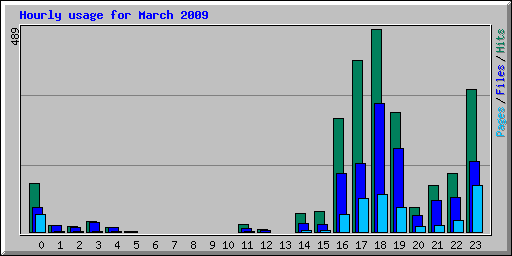 Hourly usage for March 2009
489
Pages/Files/Hits
0 1 2 3 4 5 6 7 8 9 10 11 12 13 14 15 16 17 18 19 20 21 22 23